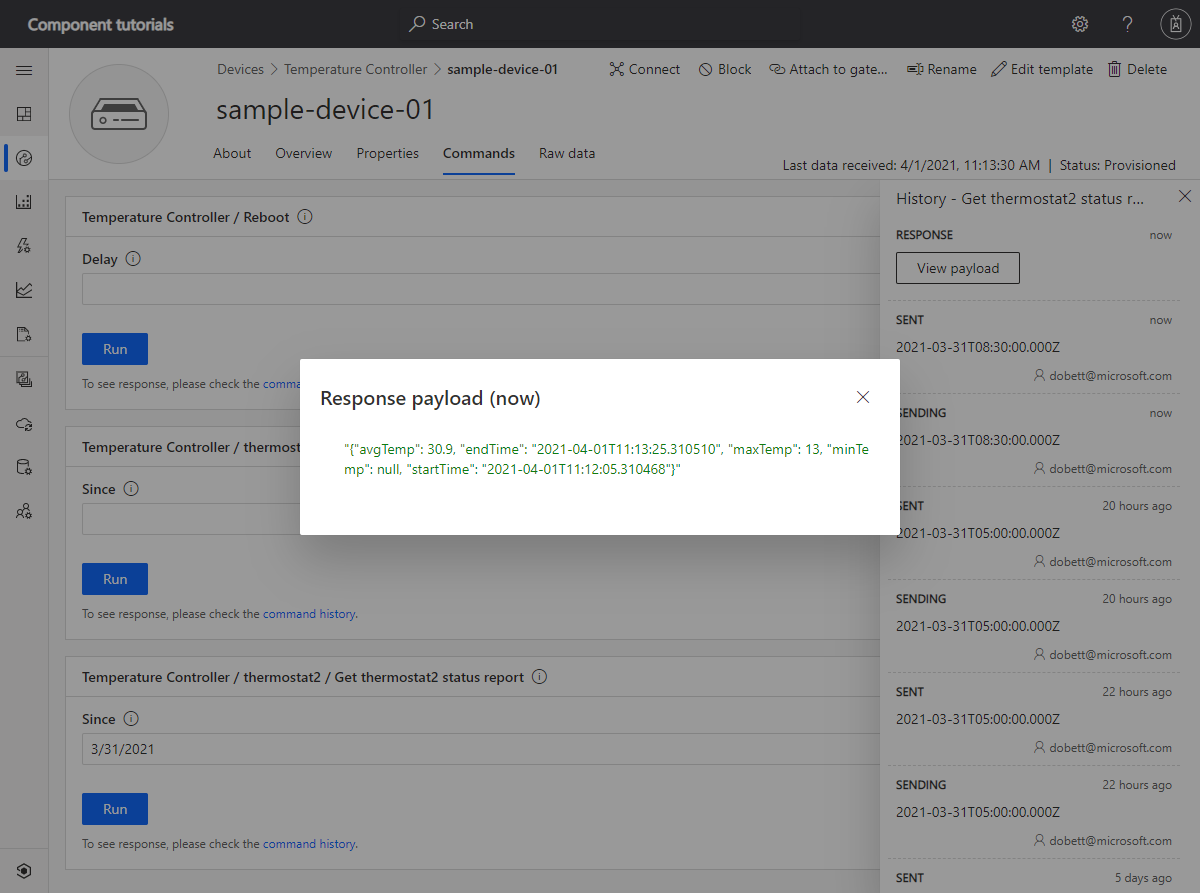 Component tutorials
Search
Devices > Temperature Controller > sample-device-01
Connect
Block
Attach to gate...
Rename
Edit template
Delete
sample-device-01
About
Overview
Properties
Commands
Raw data
Last data received: 4/1/2021, 11:13:30 AM | Status: Provisioned
Temperature Controller / Reboot
Delay
Run
To see response, please check the comma
Temperature Controller / thermost
Since
Run
To see response, please check the command history.
Temperature Controller / thermostat2 / Get thermostat2 status report
Since
3/31/2021
Run
To see response, please check the command history.
Response payload (now)
"{"avgTemp": 30.9, "endTime": "2021-04-01T11:13:25.310510", "maxTemp": 13, "minTe
mp": null, "startTime": "2021-04-01T11:12:05.310468"}"
History - Get thermostat2 status r...
RESPONSE
now
View payload
SENT
now
2021-03-31T08:30:00.000Z
dobett@microsoft.com
SENDING
now
2021-03-31T08:30:00.000Z
dobett@microsoft.com
SENT
20 hours ago
2021-03-31T05:00:00.000Z
dobett@microsoft.com
SENDING
20 hours ago
2021-03-31T05:00:00.00Z
dobett@microsoft.com
SENT
22 hours ago
2021-03-31T05:00:00.000Z
dobett@microsoft.com
SENDING
22 hours ago
2021-03-31T05:00:00.000Z
dobett@microsoft.com
SENT
5 days ago